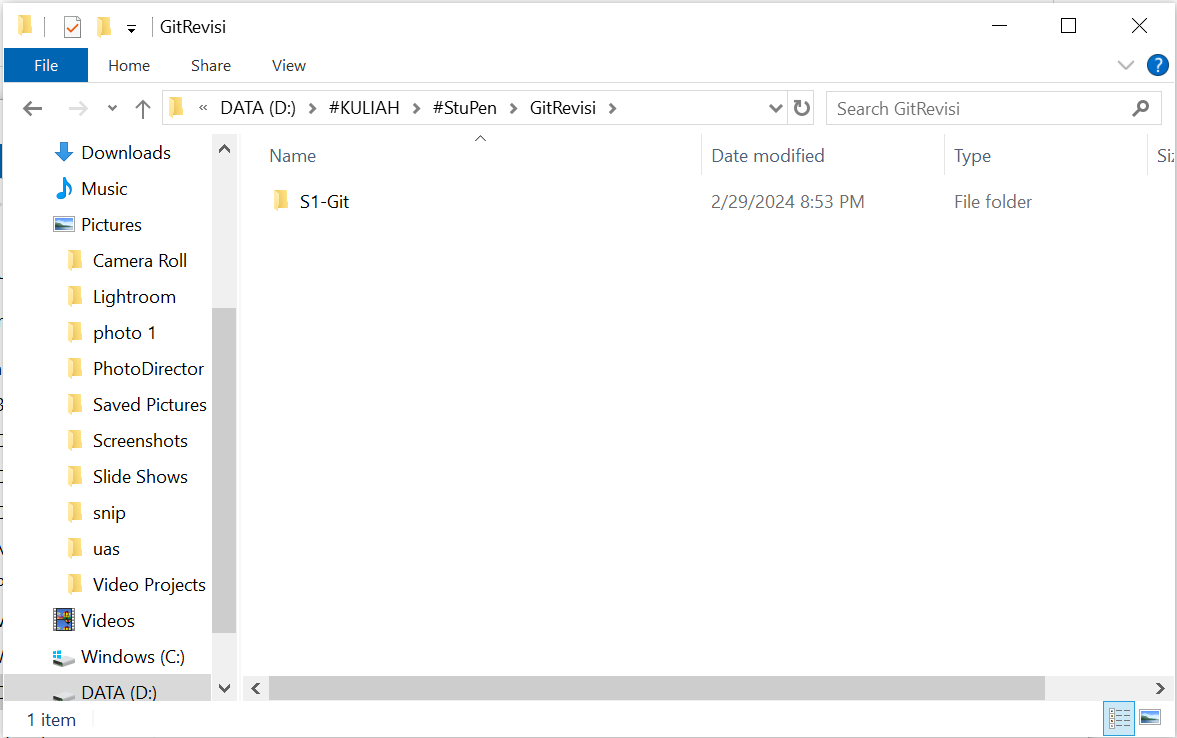 GitRevisi
File Home Share View
« DATA (D:) > #KULIAH > #StuPen > GitRevisi >
Search GitRevisi
Name Date modified Type
S1-Git 2/29/2024 8:53 PM File folder
Downloads
Music
Pictures
Camera Roll
Lightroom
photo 1
PhotoDirector
Saved Pictures
Screenshots
Slide Shows
snip
uas
Video Projects
Videos
Windows (C:)
DATA (D:)
1 item